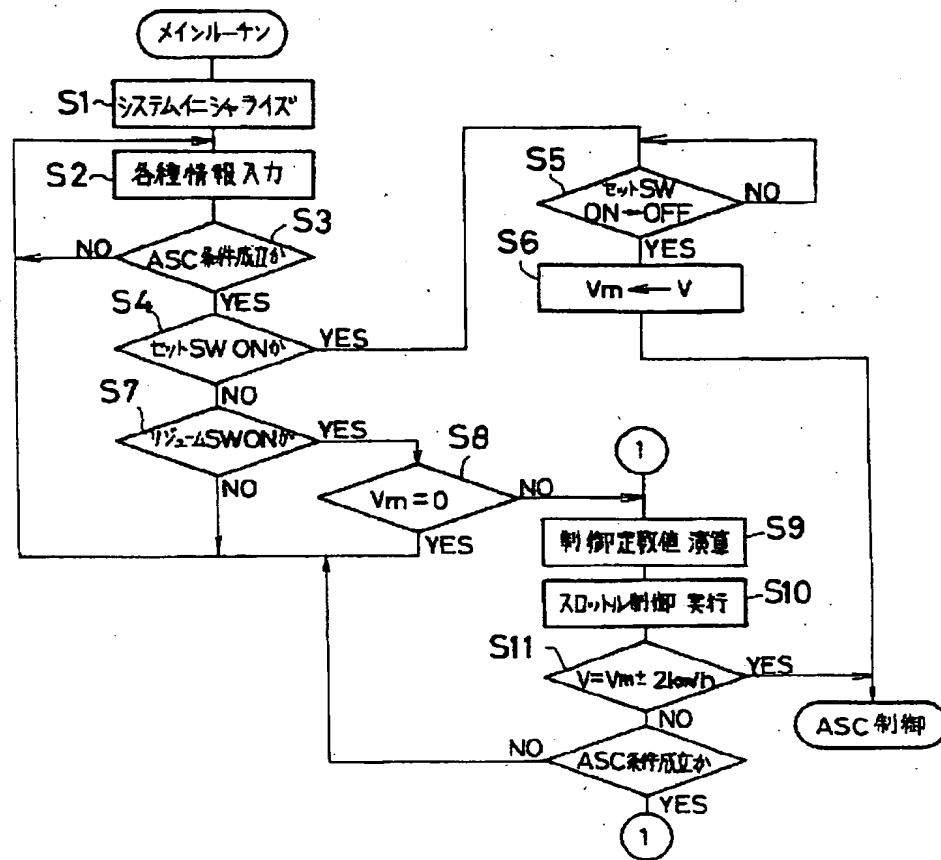 メインルーチン
S1
システムイニシャライズ
S2
各種情報入力
S3
NO
ASC条件成立か
YES
S4
セットSW ONか
YES
NO
S7
リジュームSW ONか
YES
NO
S5
セットSW
ON→OFF
NO
YES
S6
Vm ← V
S8
Vm = 0
NO
YES
1
制御定数値 演算
S9
スロットル制御 実行
S10
S11
V=Vm± 2km/h
YES
NO
ASC 制御
NO
ASC条件成立か
YES
1